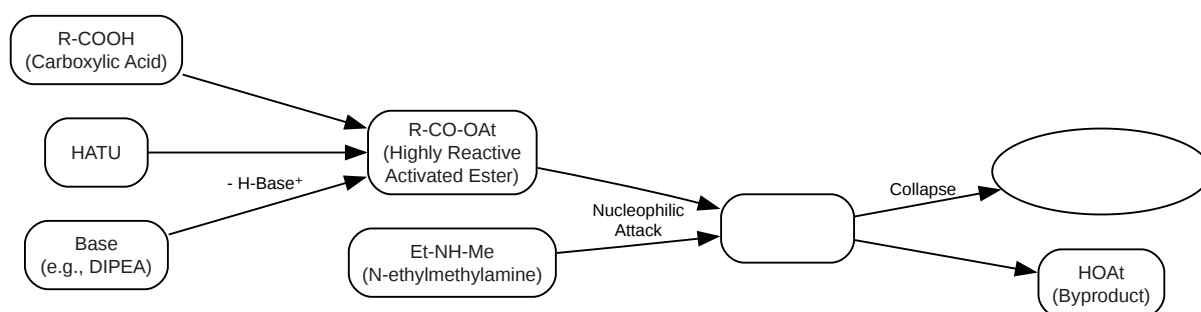 R-COOH
(Carboxylic Acid)
HATU
- H-Base⁺
Base
(e.g., DIPEA)
R-CO-OAt
(Highly Reactive
Activated Ester)
Et-NH-Me
(N-ethylmethylamine)
Nucleophilic
Attack
Collapse
HOAt
(Byproduct)